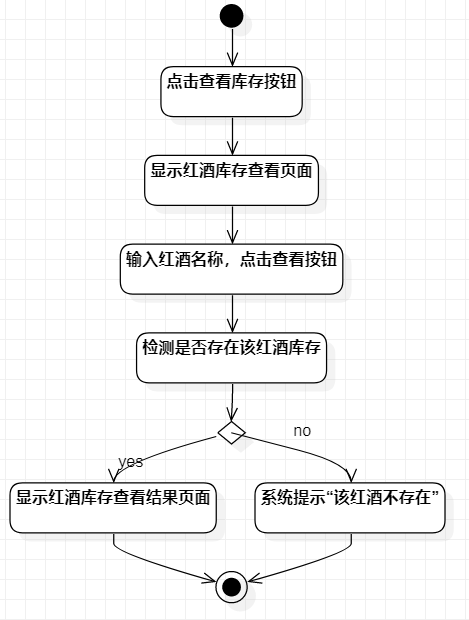 点击查看库存按钮
显示红酒库存查看页面
输入红酒名称，点击查看按钮
检测是否存在该红酒库存
no
yes
显示红酒库存查看结果页面
系统提示“该红酒不存在”